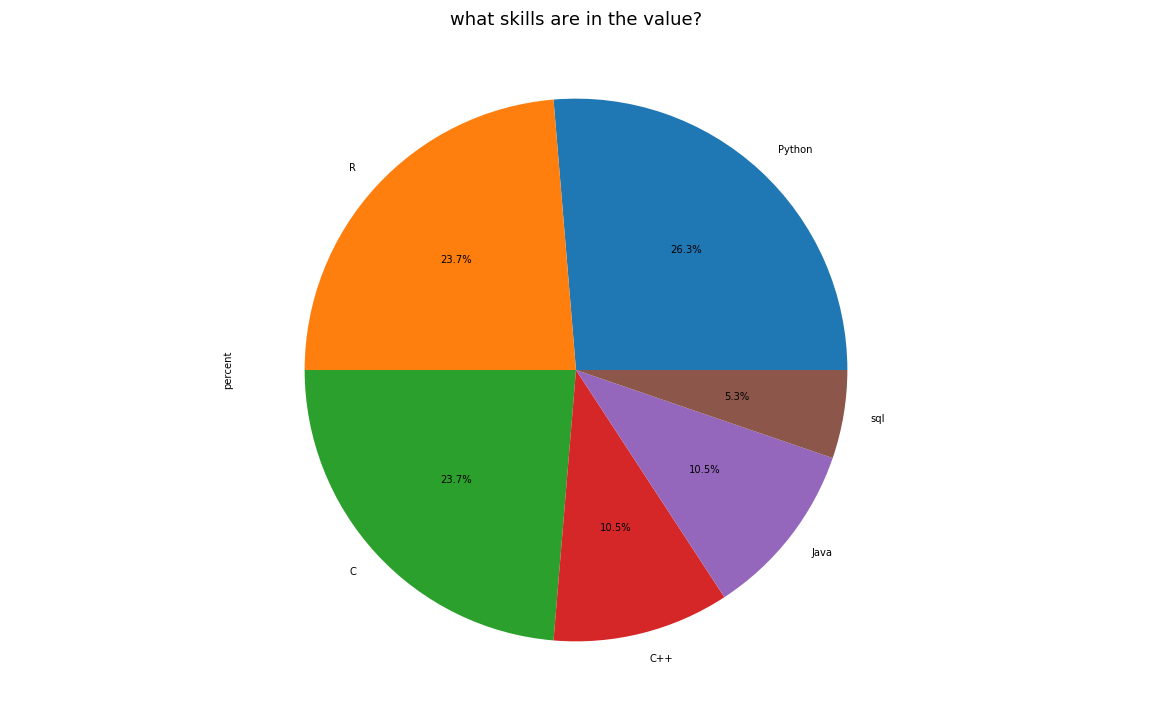 what skills are in the value?
Python
R
26.3%
23.7%
percent
5.3%
sql
10.5%
23.7%
10.5%
Java
C
C++